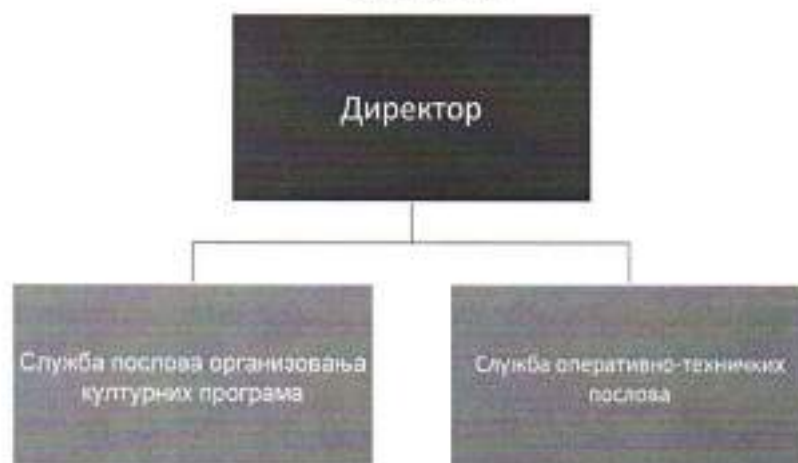 Директор
Служба послова организовања
културних програма
Служба оперативно-техничких
послова